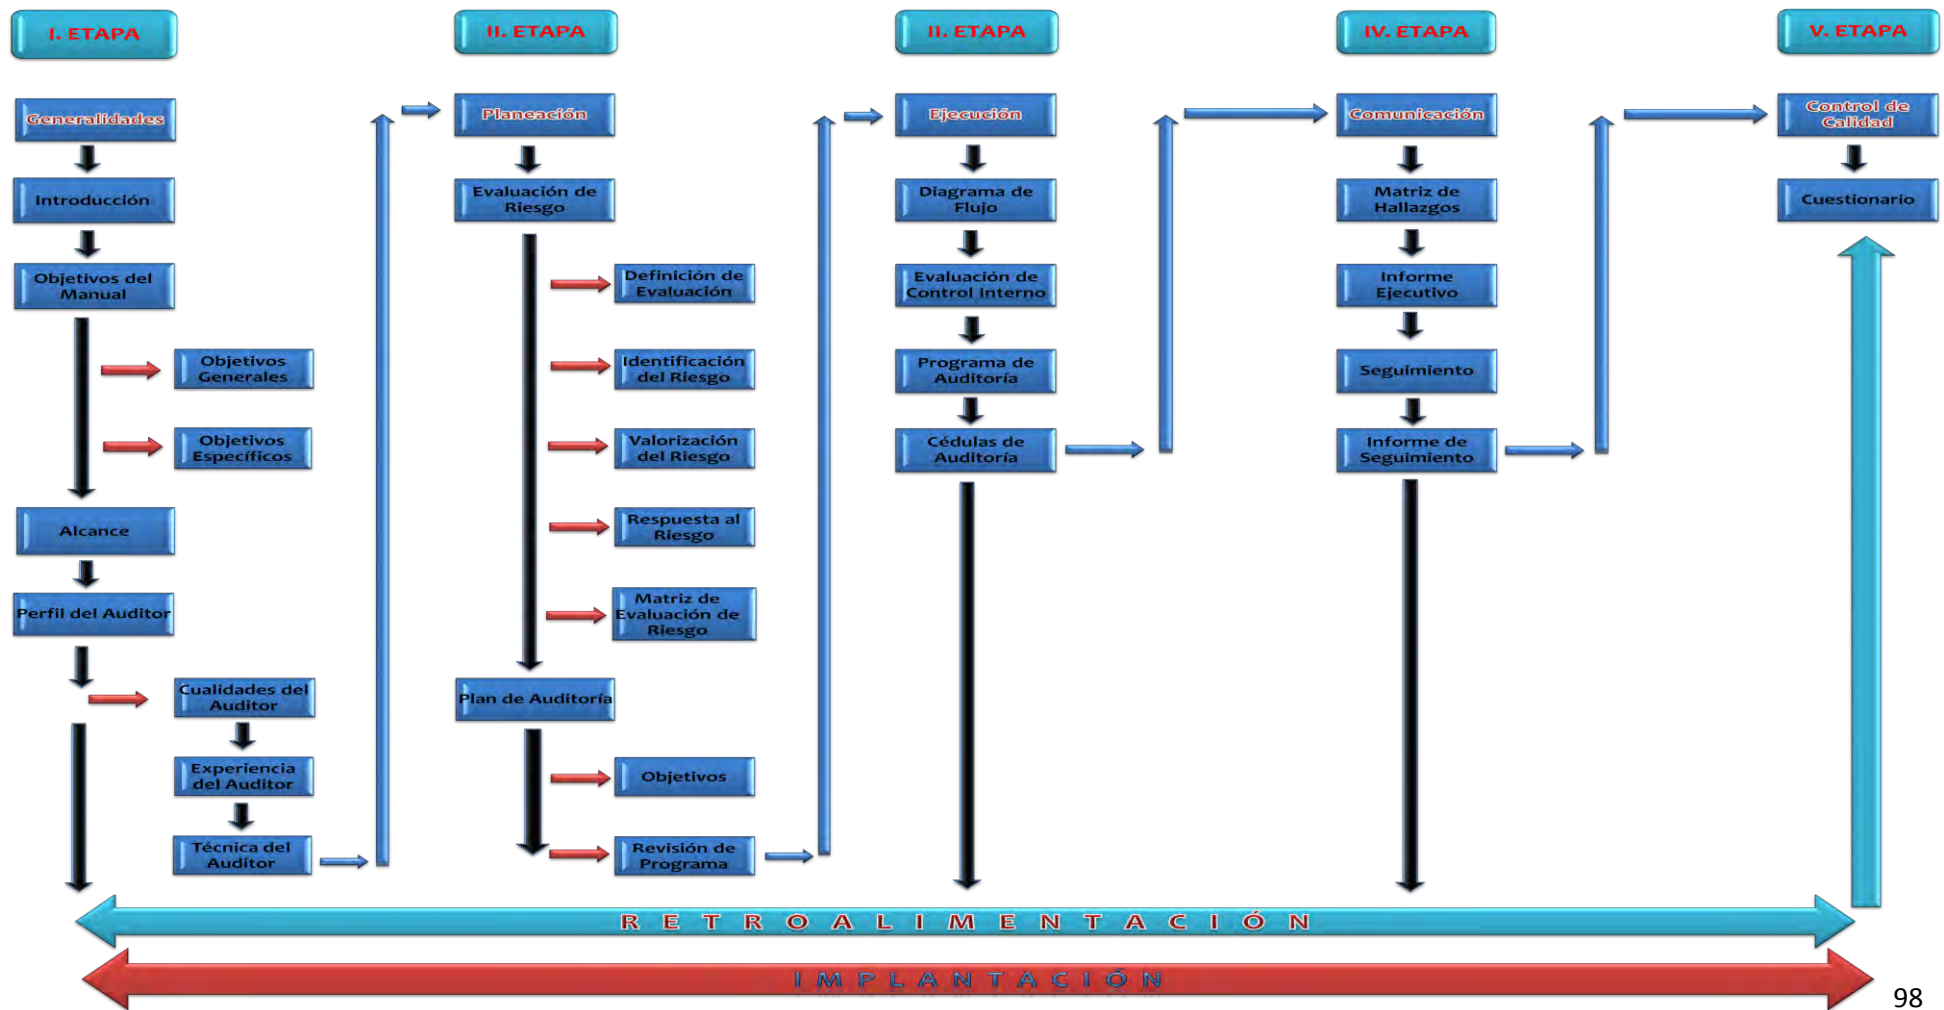 I. ETAPA
Generalidades
Introducción
Objetivos del
Manual
Objetivos
Generales
Objetivos
Específicos
Alcance
Perfil del Auditor
Cualidades del
Auditor
Experiencia
del Auditor
Técnica del
Auditor
II. ETAPA
Planeación
Evaluación de
Riesgo
Definición de
Evaluación
Identificación
del Riesgo
Valorización
del Riesgo
Respuesta al
Riesgo
Matriz de
Evaluación de
Riesgo
Plan de Auditoría
Objetivos
Revisión de
Programa
II. ETAPA
Ejecución
Diagrama de
Flujo
Evaluación de
Control Interno
Programa de
Auditoría
Cédulas de
Auditoría
IV. ETAPA
Comunicación
Matriz de
Hallazgos
Informe
Ejecutivo
Seguimiento
Informe de
Seguimiento
V. ETAPA
Control de
Calidad
Cuestionario
RETROALIMENTACIÓN
IMPLANTACIÓN
98